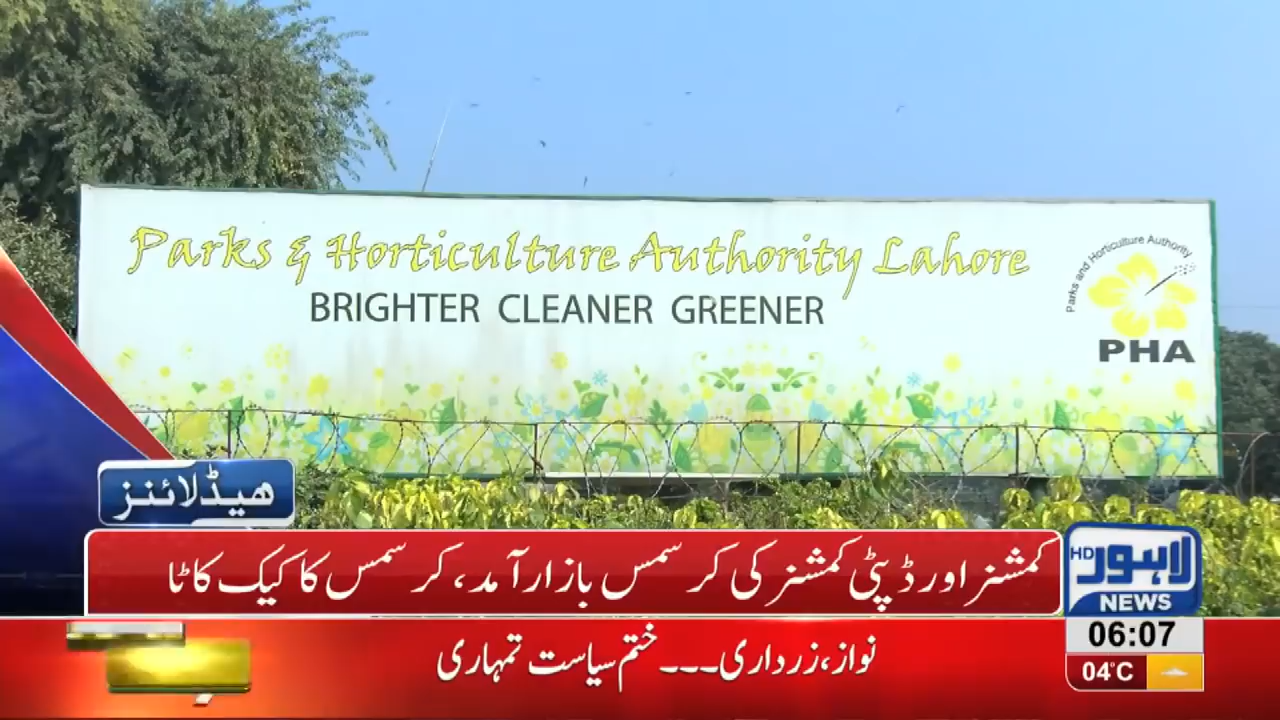 Parks & Horticulture Authority Lahore
BRIGHTER CLEANER GREENER
Parks and Horticulture Authority
PHA
ھیڈلائنز
کمشنر اور ڈپٹی کمشنر کی کرسمس بازار آمد، کرسمس کا کیک کاٹا
HD لاہور
NEWS
نواز، زرداری۔۔۔ ختم سیاست تمہاری
06:07
04°C